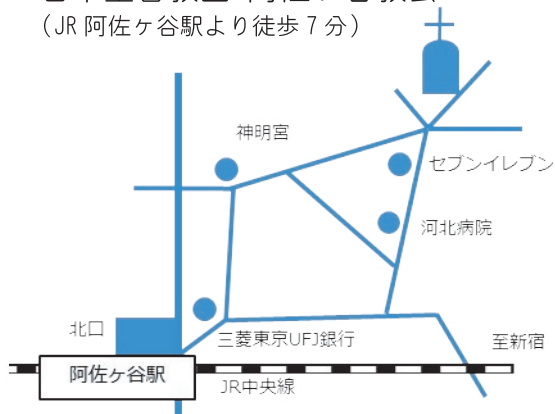 (JR 阿佐ヶ谷駅より徒歩 7 分)
神明宮
セブンイレブン
河北病院
北口
三菱東京UFJ銀行
至新宿
阿佐ヶ谷駅
JR中央線